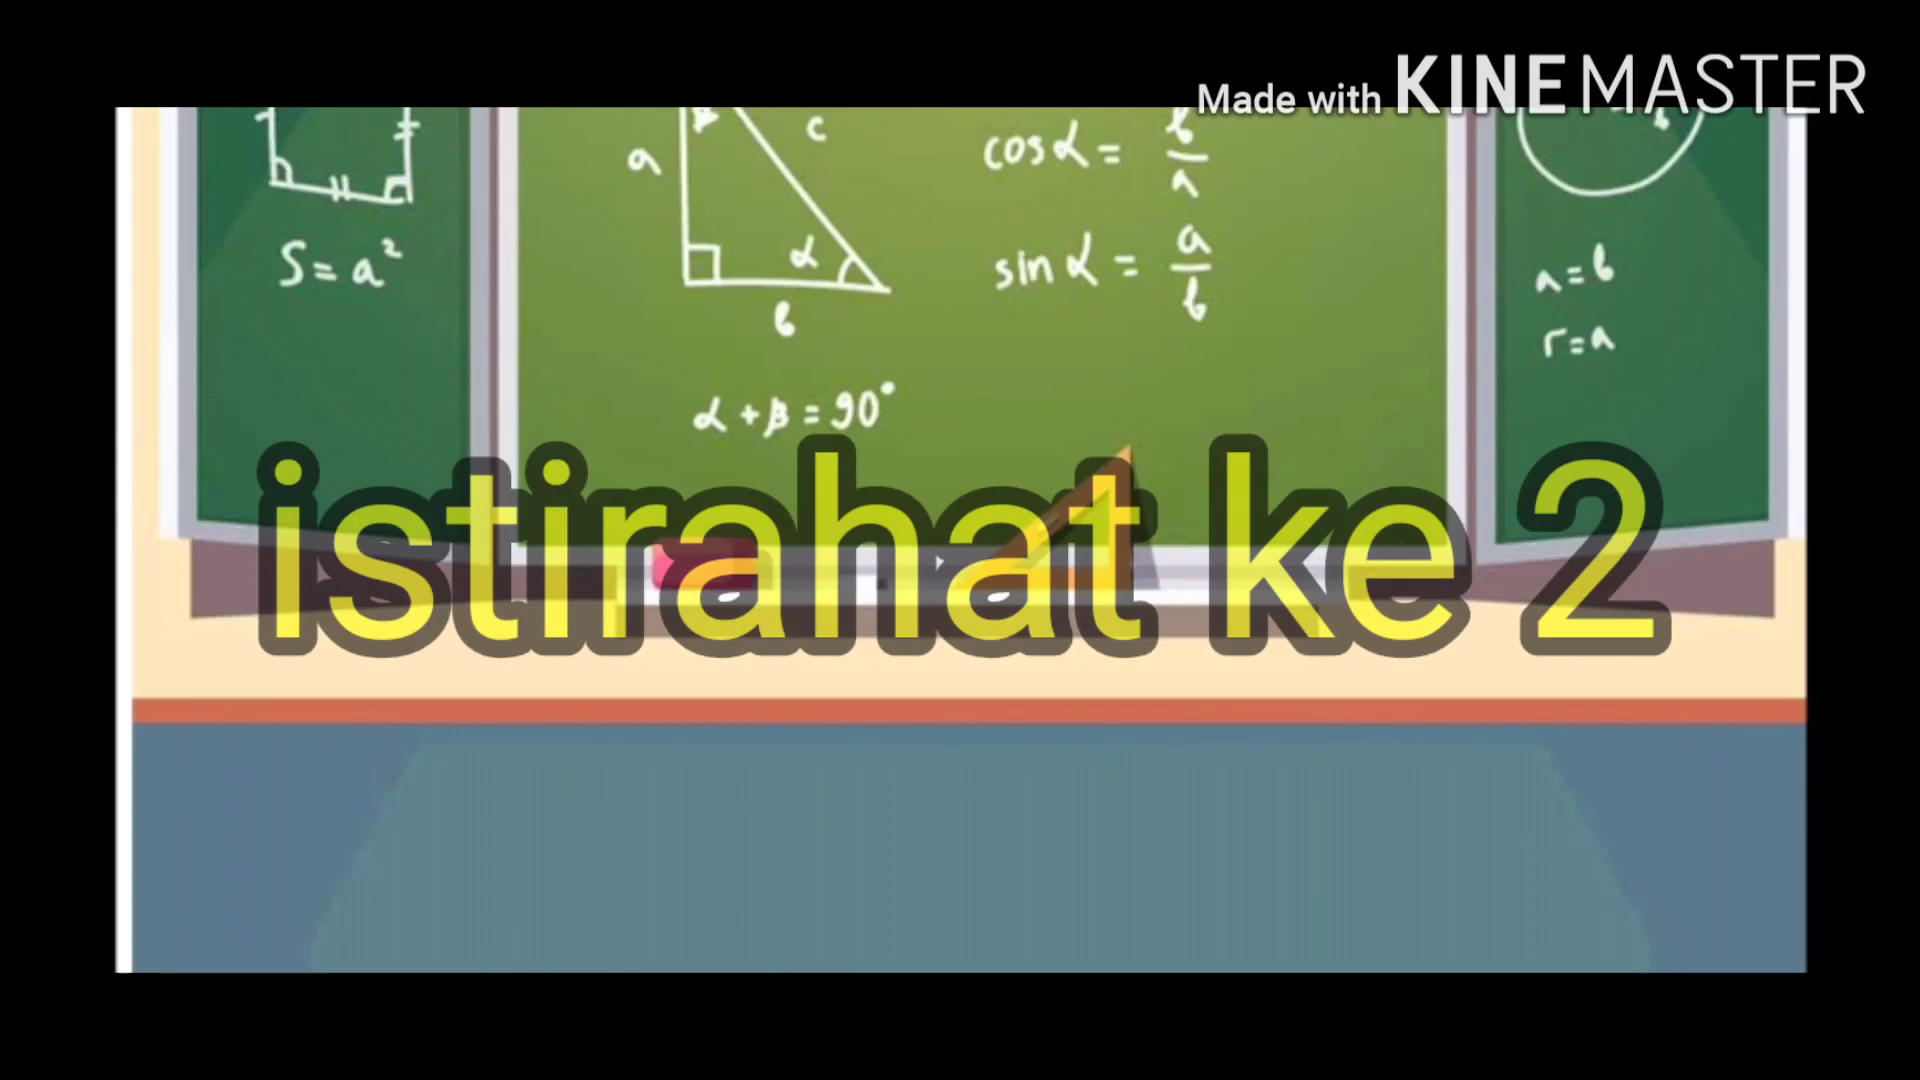 Made with KINEMASTER
a
c
cos α = b/a
S = a²
α
sin α = a/b
b
a = b
r = a
α + β = 90°
istirahat ke 2